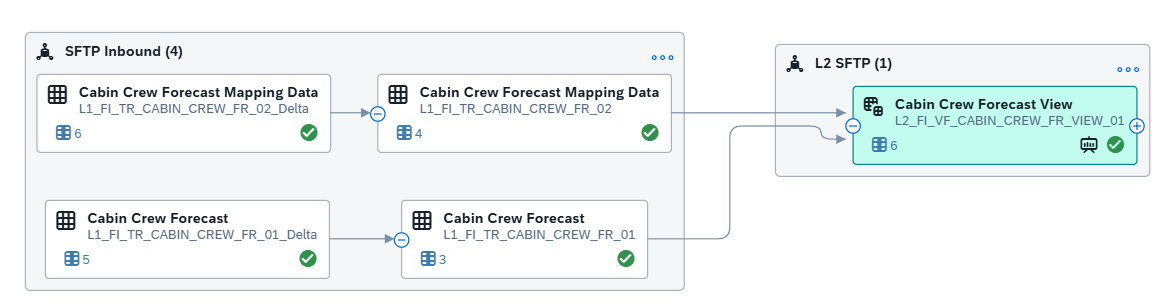 SFTP Inbound (4)
Cabin Crew Forecast Mapping Data
L1_FI_TR_CABIN_CREW_FR_02_Delta
6
Cabin Crew Forecast Mapping Data
L1_FI_TR_CABIN_CREW_FR_02
4
Cabin Crew Forecast
L1_FI_TR_CABIN_CREW_FR_01_Delta
5
Cabin Crew Forecast
L1_FI_TR_CABIN_CREW_FR_01
3
L2 SFTP (1)
Cabin Crew Forecast View
L2_FI_VF_CABIN_CREW_FR_VIEW_01
6